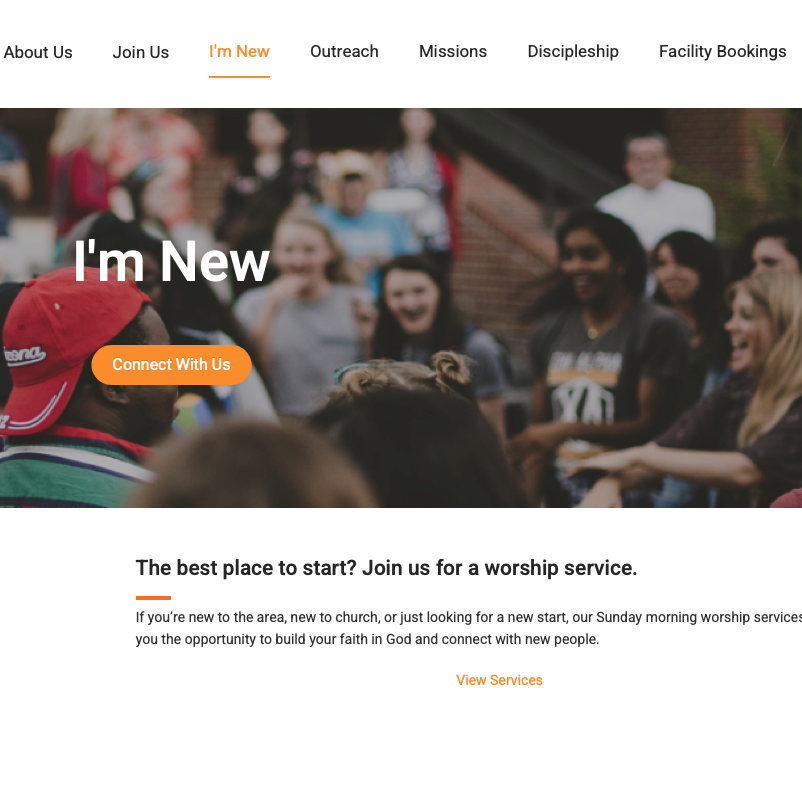 About Us Join Us I'm New Outreach Missions Discipleship Facility Bookings
I'm New
Connect With Us
The best place to start? Join us for a worship service.
If you’re new to the area, new to church, or just looking for a new start, our Sunday morning worship services
you the opportunity to build your faith in God and connect with new people.
View Services